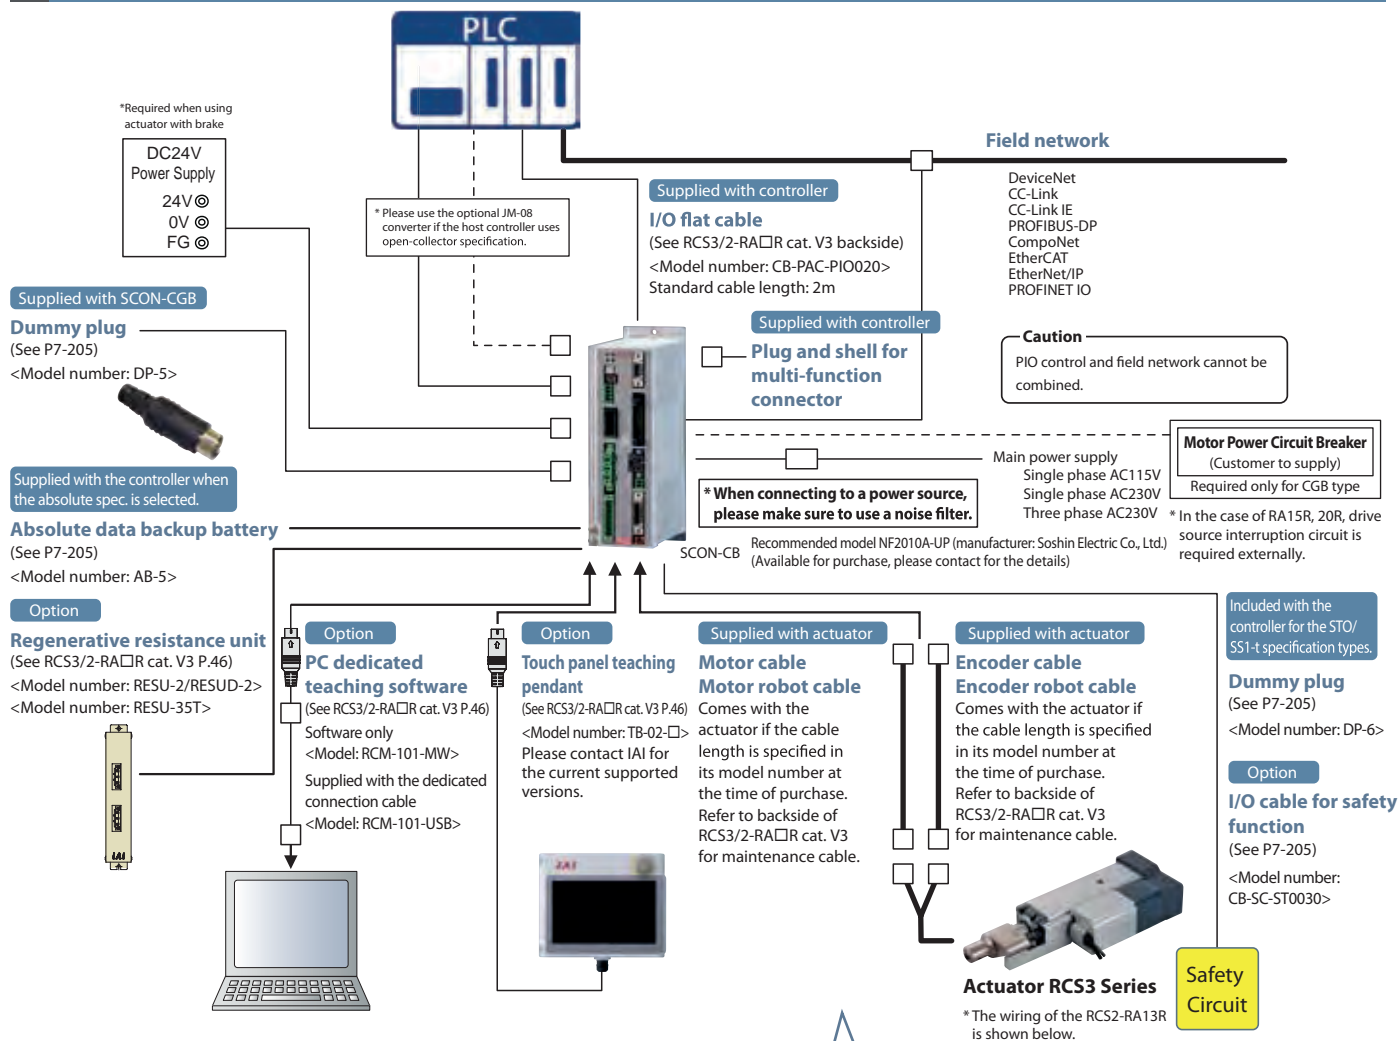 PLC
*Required when using
actuator with brake
DC24V
Power Supply
24V
0V
FG
* Please use the optional JM-08
converter if the host controller uses
open-collector specification.
Supplied with controller
I/O flat cable
(See RCS3/2-RA□R cat. V3 backside)
<Model number: CB-PAC-PIO020>
Standard cable length: 2m
Field network
DeviceNet
CC-Link
CC-Link IE
PROFIBUS-DP
CompoNet
EtherCAT
EtherNet/IP
PROFINET IO
Supplied with SCON-CGB
Dummy plug
(See P7-205)
<Model number: DP-5>
Supplied with controller
Plug and shell for
multi-function
connector
Caution
PIO control and field network cannot be
combined.
Supplied with the controller when
the absolute spec. is selected.
Absolute data backup battery
(See P7-205)
<Model number: AB-5>
Main power supply
Single phase AC115V
Single phase AC230V
Three phase AC230V
Motor Power Circuit Breaker
(Customer to supply)
Required only for CGB type
* In the case of RA15R, 20R, drive
source interruption circuit is
required externally.
* When connecting to a power source,
please make sure to use a noise filter.
SCON-CB
Recommended model NF2010A-UP (manufacturer: Soshin Electric Co., Ltd.)
(Available for purchase, please contact for the details)
Option
Regenerative resistance unit
(See RCS3/2-RA□R cat. V3 P.46)
<Model number: RESU-2/RESUD-2>
<Model number: RESU-35T>
IAI
Option
PC dedicated
teaching software
(See RCS3/2-RA□R cat. V3 P.46)
Software only
<Model: RCM-101-MW>
Supplied with the dedicated
connection cable
<Model: RCM-101-USB>
Option
Touch panel teaching
pendant
(See RCS3/2-RA□R cat. V3 P.46)
<Model number: TB-02-□>
Please contact IAI for
the current supported
versions.
IAI
Supplied with actuator
Motor cable
Motor robot cable
Comes with the
actuator if the cable
length is specified in
its model number at
the time of purchase.
Refer to backside of
RCS3/2-RA□R cat. V3
for maintenance cable.
Supplied with actuator
Encoder cable
Encoder robot cable
Comes with the actuator if
the cable length is specified
in its model number at
the time of purchase.
Refer to backside of
RCS3/2-RA□R cat. V3
for maintenance cable.
Included with the
controller for the STO/
SS1-t specification types.
Dummy plug
(See P7-205)
<Model number: DP-6>
Option
I/O cable for safety
function
(See P7-205)
<Model number:
CB-SC-ST0030>
Actuator RCS3 Series
* The wiring of the RCS2-RA13R
is shown below.
Safety
Circuit